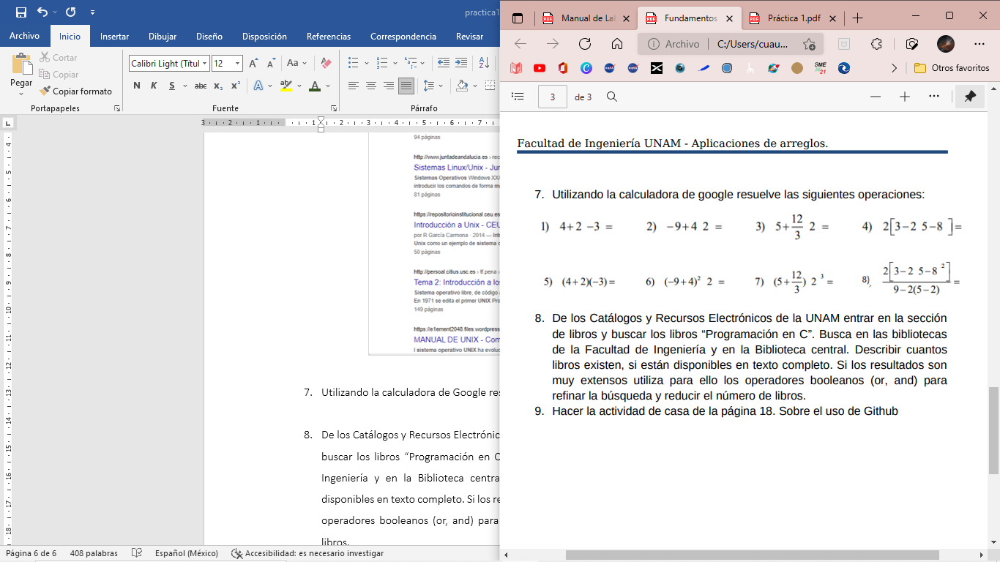 practica1
Archivo Inicio Insertar Dibujar Diseño Disposición Referencias Correspondencia Revisar
Pegar
Cortar
Copiar
Copiar formato
Portapapeles
Calibri Light (Títul 12
N K S abc x₂ x²
Aa
A
Fuente
Párrafo
3 2 1 1 2 3 4 5 6 7
94 páginas
http://www.juntadeandalucia.es › rec
Sistemas Linux/Unix - Jur
Sistemas Operativos Windows
introducir los comandos de forma m
81 páginas
https://repositorioinstitucional.ceu.es
Introducción a Unix - CEU
por R García Carmona · 2014 — Int
Unix como un ejemplo de sistema o
50 páginas
http://persoal.citius.usc.es › tf.pena ›
Tema 2: Introducción a los
Sistema operativo libre, de código a
En 1971 se edita el primer UNIX Pro
149 páginas
https://e1ement2048.files.wordpress
MANUAL DE UNIX - Com
l sistema operativo UNIX ha evoluc
7. Utilizando la calculadora de Google res
8. De los Catálogos y Recursos Electrónic
buscar los libros “Programación en C
Ingeniería y en la Biblioteca centra
disponibles en texto completo. Si los re
operadores booleanos (or, and) para
libros.
Página 6 de 6 408 palabras Español (México) Accesibilidad: es necesario investigar
Manual de Lab Fundamentos Práctica 1.pdf
Archivo C:/Users/cuau...
SME
21
Otros favoritos
3 de 3
Facultad de Ingeniería UNAM - Aplicaciones de arreglos.
7. Utilizando la calculadora de google resuelve las siguientes operaciones:
1) 4+2 −3 = 2) −9+4 2 = 3) 5+12/3 2 = 4) 2[3−2 5−8 ]=
5) (4+2)(−3)= 6) (−9+4)² 2 = 7) (5+12/3) 2 ³ = 8), 2[3−2 5−8 ²]/9−2(5−2) =
8. De los Catálogos y Recursos Electrónicos de la UNAM entrar en la sección
de libros y buscar los libros “Programación en C”. Busca en las bibliotecas
de la Facultad de Ingeniería y en la Biblioteca central. Describir cuantos
libros existen, si están disponibles en texto completo. Si los resultados son
muy extensos utiliza para ello los operadores booleanos (or, and) para
refinar la búsqueda y reducir el número de libros.
9. Hacer la actividad de casa de la página 18. Sobre el uso de Github